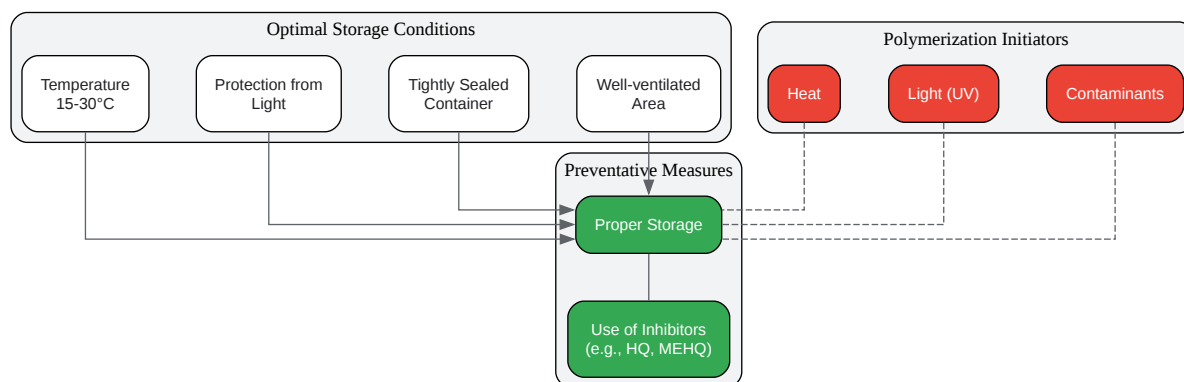 Optimal Storage Conditions
Temperature
15-30°C
Protection from
Light
Tightly Sealed
Container
Well-ventilated
Area
Polymerization Initiators
Heat
Light (UV)
Contaminants
Preventative Measures
Proper Storage
Use of Inhibitors
(e.g., HQ, MEHQ)